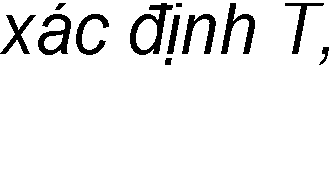 xác định T,